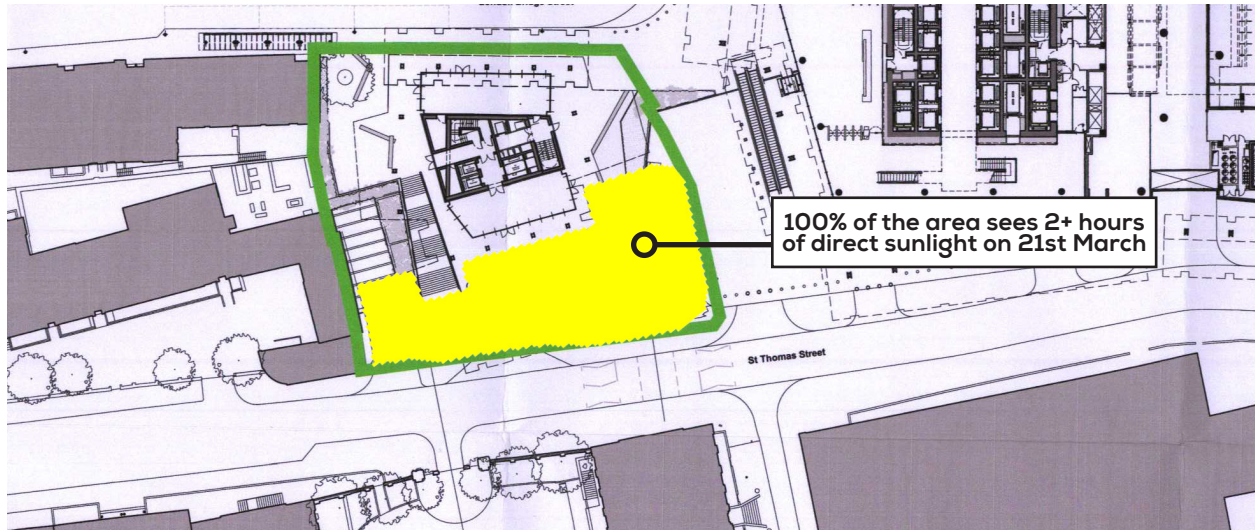 100% of the area sees 2+ hours
of direct sunlight on 21st March
St Thomas Street